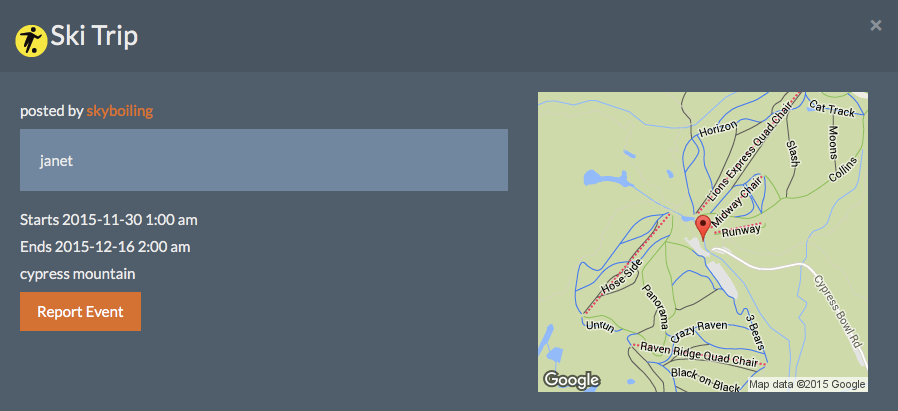 Ski Trip
×
posted by skyboiling
janet
Starts 2015-11-30 1:00 am
Ends 2015-12-16 2:00 am
cypress mountain
Report Event
Cat Track
Horizon
Lions Express Quad Chair
Slash
Moons
Collins
Midway Chair
Runway
Hose Side
Panorama
Cypress Bowl Rd
Unrun
Crazy Raven
3 Bears
Raven Ridge Quad Chair
Black on Black
Google
Map data ©2015 Google